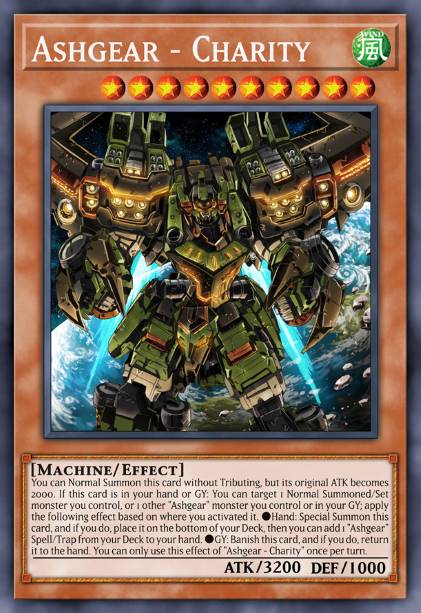 ASHGEAR - CHARITY
WIND
風
[MACHINE/EFFECT]
You can Normal Summon this card without Tributing, but its original ATK becomes
2000. If this card is in your hand or GY: You can target 1 Normal Summoned/Set
monster you control, or 1 other "Ashgear" monster you control or in your GY; apply
the following effect based on where you activated it. ●Hand: Special Summon this
card, and if you do, place it on the bottom of your Deck, then you can add 1 "Ashgear"
Spell/Trap from your Deck to your hand. ●GY: Banish this card, and if you do, return
it to the hand. You can only use this effect of "Ashgear - Charity" once per turn.
ATK/3200 DEF/1000